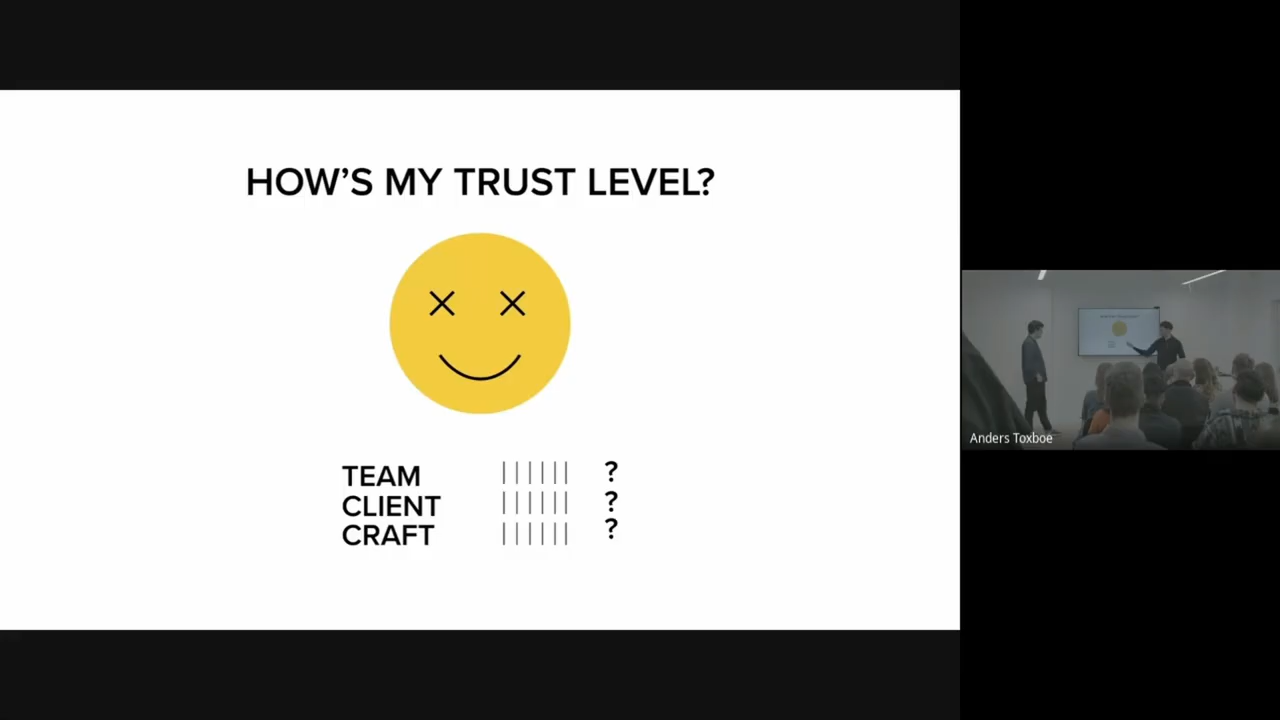 HOW'S MY TRUST LEVEL?
TEAM | | | | | | ?
CLIENT | | | | | | ?
CRAFT | | | | | | ?
Anders Toxboe